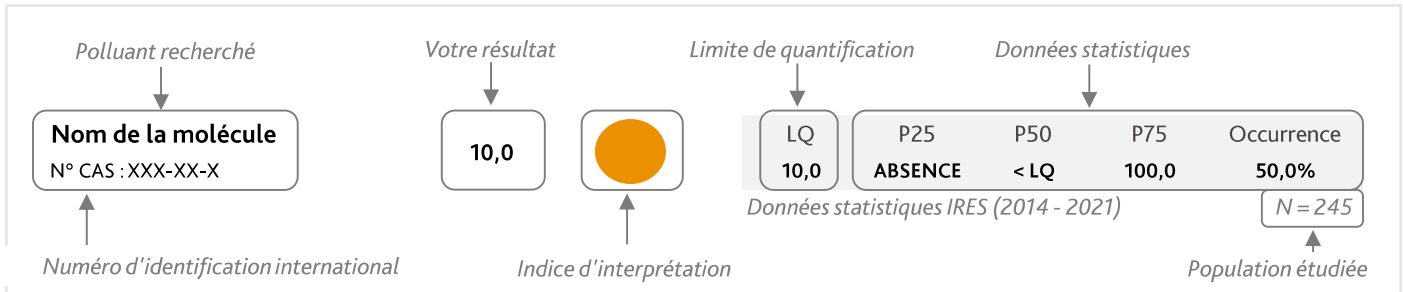 Polluant recherché
Votre résultat
Limite de quantification
Données statistiques
Nom de la molécule
N° CAS : XXX-XX-X
10,0
LQ
P25
P50
P75
Occurrence
10,0
ABSENCE
< LQ
100,0
50,0%
Données statistiques IRES (2014 - 2021)
N = 245
Numéro d'identification international
Indice d'interprétation
Population étudiée